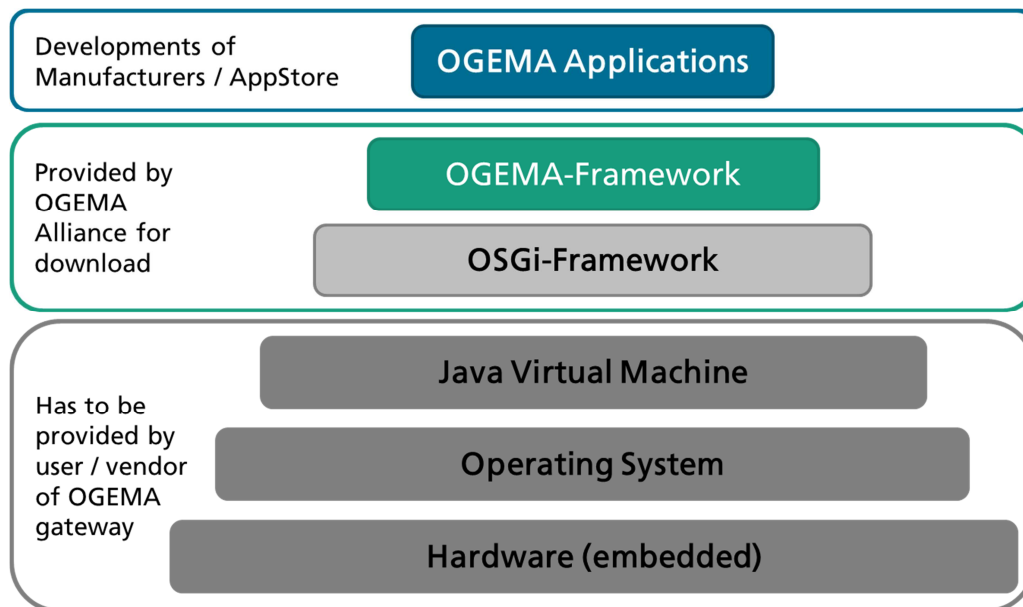 Developments of
Manufacturers / AppStore
OGEMA Applications
Provided by
OGEMA
Alliance for
download
OGEMA-Framework
OSGi-Framework
Has to be
provided by
user / vendor
of OGEMA
gateway
Java Virtual Machine
Operating System
Hardware (embedded)